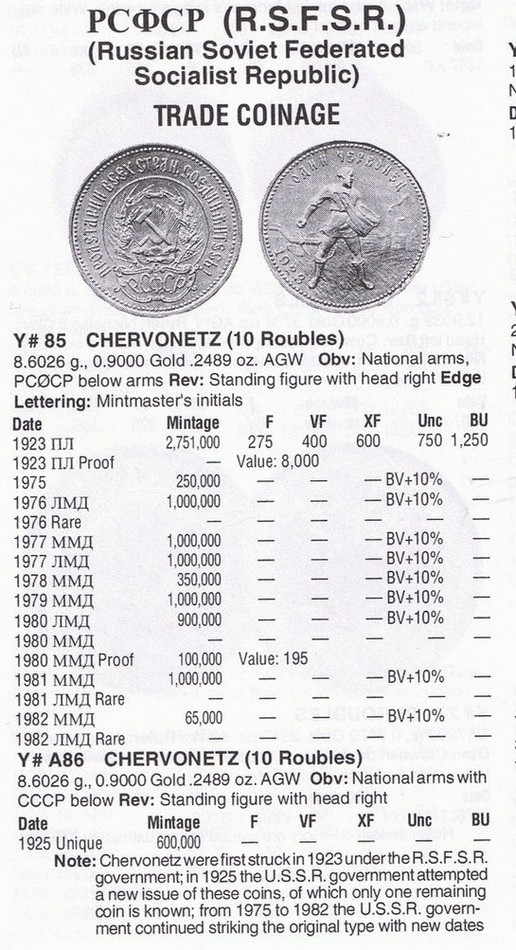 РСФСР (R.S.F.S.R.)
(Russian Soviet Federated
Socialist Republic)
TRADE COINAGE
ПРОЛЕТАРИИ ВСЕХ СТРАН, СОЕДИНЯЙТЕСЬ!
Р.С.Ф.С.Р.
ОДИН ЧЕРВОНЕЦ
1923
Y# 85 CHERVONETZ (10 Roubles)
8.6026 g., 0.9000 Gold .2489 oz. AGW Obv: National arms,
PCØCP below arms Rev: Standing figure with head right Edge
Lettering: Mintmaster's initials
Date Mintage F VF XF Unc BU
1923 ПЛ 2,751,000 275 400 600 750 1,250
1923 ПЛ Proof — Value: 8,000
1975 250,000 — — — BV+10% —
1976 ЛМД 1,000,000 — — — BV+10% —
1976 Rare — — — — — —
1977 ММД 1,000,000 — — — BV+10% —
1977 ЛМД 1,000,000 — — — BV+10% —
1978 ММД 350,000 — — — BV+10% —
1979 ММД 1,000,000 — — — BV+10% —
1980 ЛМД 900,000 — — — BV+10% —
1980 ММД — — — — — —
1980 ММД Proof 100,000 Value: 195
1981 ММД 1,000,000 — — — BV+10% —
1981 ЛМД Rare — — — — — —
1982 ММД 65,000 — — — BV+10% —
1982 ЛМД Rare — — — — — —
Y# A86 CHERVONETZ (10 Roubles)
8.6026 g., 0.9000 Gold .2489 oz. AGW Obv: National arms with
CCCP below Rev: Standing figure with head right
Date Mintage F VF XF Unc BU
1925 Unique 600,000 — — — — —
Note: Chervonetz were first struck in 1923 under the R.S.F.S.R.
government; in 1925 the U.S.S.R. government attempted
a new issue of these coins, of which only one remaining
coin is known; from 1975 to 1982 the U.S.S.R. govern-
ment continued striking the original type with new dates